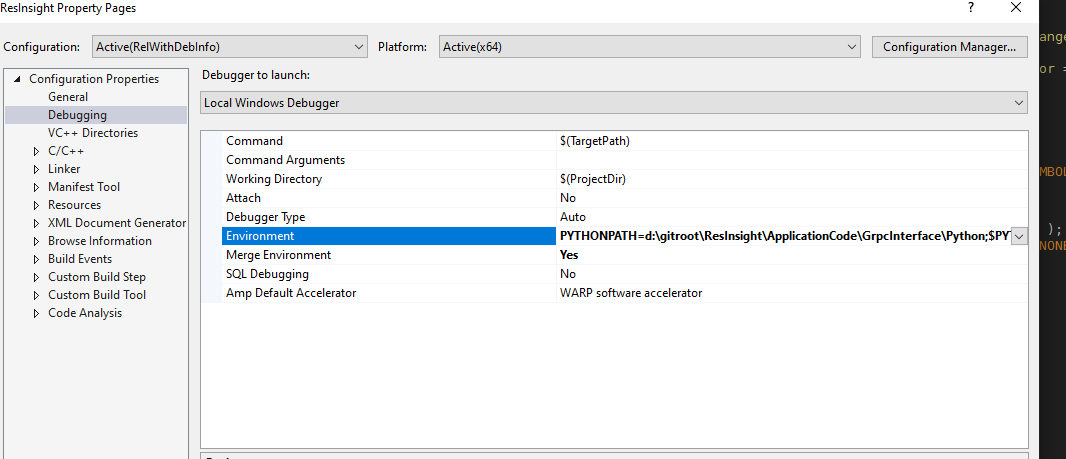 ResInsight Property Pages
?
Configuration: Active(RelWithDebInfo) Platform: Active(x64) Configuration Manager...
Configuration Properties
General
Debugging
VC++ Directories
C/C++
Linker
Manifest Tool
Resources
XML Document Generator
Browse Information
Build Events
Custom Build Step
Custom Build Tool
Code Analysis
Debugger to launch:
Local Windows Debugger
Command $(TargetPath)
Command Arguments
Working Directory $(ProjectDir)
Attach No
Debugger Type Auto
Environment PYTHONPATH=d:\gitroot\ResInsight\ApplicationCode\GrpcInterface\Python;$PY
Merge Environment Yes
SQL Debugging No
Amp Default Accelerator WARP software accelerator
ange
or =
MBOL
);
NONE